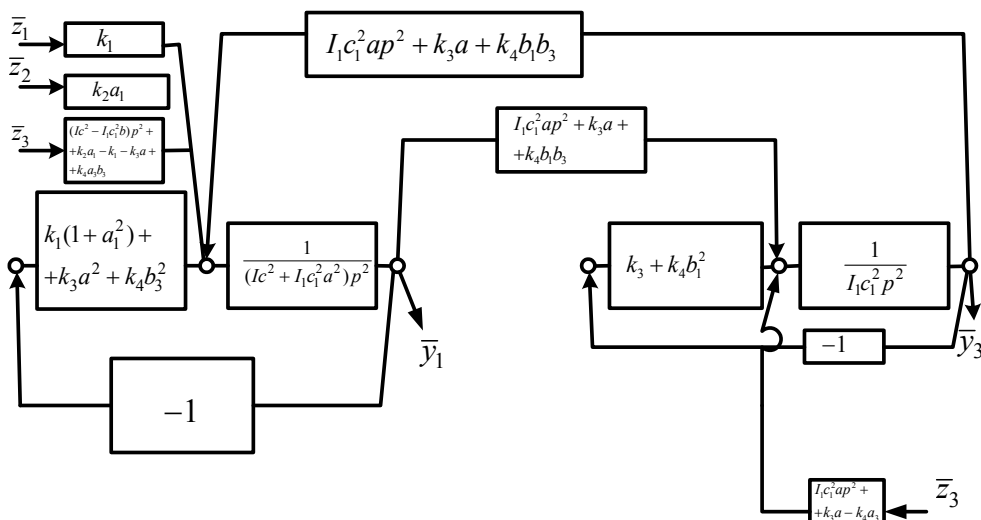 z̄₁
k₁
z̄₂
k₂a₁
z̄₃
(Ic² − I₁c₁²b)p² +
+k₂a₁ − k₁ − k₃a +
+k₄a₃b₃
I₁c₁²ap² + k₃a + k₄b₁b₃
I₁c₁²ap² + k₃a +
+k₄b₁b₃
k₁(1 + a₁²) +
+k₃a² + k₄b₃²
1
(Ic² + I₁c₁²a²)p²
ȳ₁
−1
k₃ + k₄b₁²
1
I₁c₁²p²
ȳ₃
−1
I₁c₁²ap² +
+k₃a − k₄a₃
z̄₃